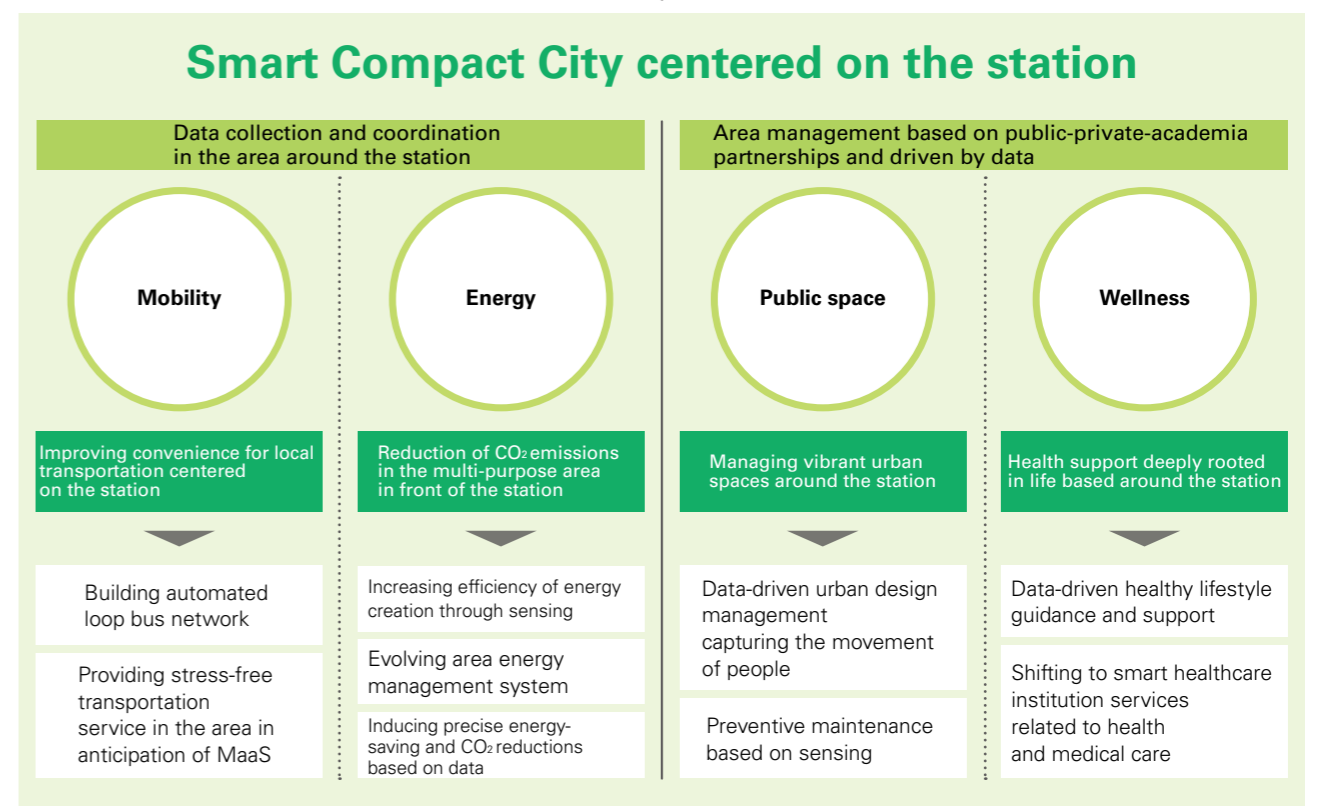 Smart Compact City centered on the station
Data collection and coordination
in the area around the station
Mobility
Improving convenience for local
transportation centered
on the station
Building automated
loop bus network
Providing stress-free
transportation
service in the area in
anticipation of MaaS
Energy
Reduction of CO₂ emissions
in the multi-purpose area
in front of the station
Increasing efficiency of energy
creation through sensing
Evolving area energy
management system
Inducing precise energy-
saving and CO₂ reductions
based on data
Area management based on public-private-academia
partnerships and driven by data
Public space
Managing vibrant urban
spaces around the station
Data-driven urban design
management
capturing the movement
of people
Preventive maintenance
based on sensing
Wellness
Health support deeply rooted
in life based around the station
Data-driven healthy lifestyle
guidance and support
Shifting to smart healthcare
institution services
related to health
and medical care